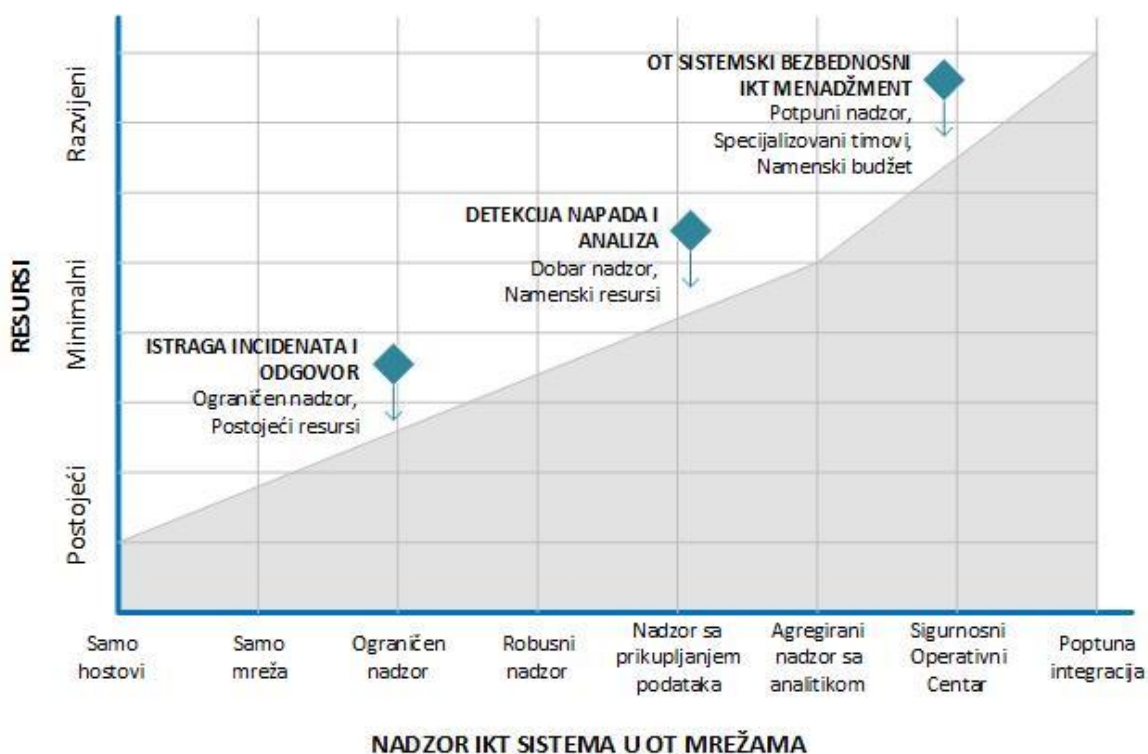 OT SISTEMSKI BEZBEDNOSNI
IKT MENADŽMENT
Potpuni nadzor,
Specijalizovani timovi,
Namenski budžet
DETEKCIJA NAPADA I
ANALIZA
Dobar nadzor,
Namenski resursi
ISTRAGA INCIDENATA I
ODGOVOR
Ograničen nadzor,
Postojeći resursi
RESURSI
Razvijeni
Minimalni
Postojeći
Samo
hostovi
Samo
mreža
Ograničen
nadzor
Robusni
nadzor
Nadzor sa
prikupljanjem
podataka
Agregirani
nadzor sa
analitikom
Sigurnosni
Operativni
Centar
Poptuna
integracija
NADZOR IKT SISTEMA U OT MREŽAMA